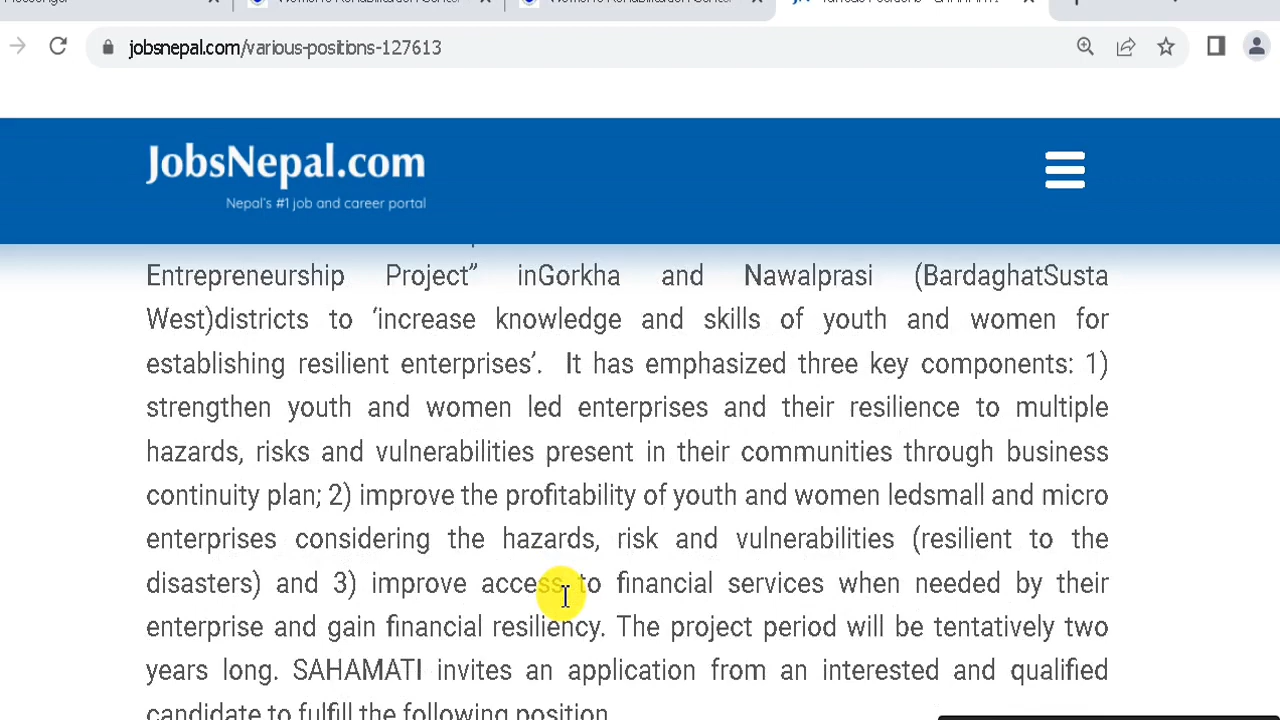 jobsnepal.com/various-positions-127613
JobsNepal.com
Nepal's #1 job and career portal
Entrepreneurship Project” inGorkha and Nawalprasi (BardaghatSusta
West)districts to ‘increase knowledge and skills of youth and women for
establishing resilient enterprises’. It has emphasized three key components: 1)
strengthen youth and women led enterprises and their resilience to multiple
hazards, risks and vulnerabilities present in their communities through business
continuity plan; 2) improve the profitability of youth and women ledsmall and micro
enterprises considering the hazards, risk and vulnerabilities (resilient to the
disasters) and 3) improve access to financial services when needed by their
enterprise and gain financial resiliency. The project period will be tentatively two
years long. SAHAMATI invites an application from an interested and qualified
candidate to fulfill the following position